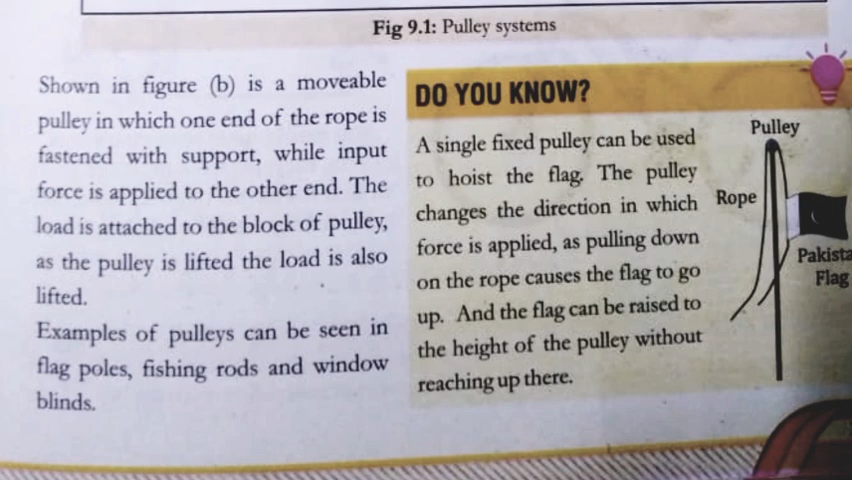 Fig 9.1: Pulley systems
Shown in figure (b) is a moveable
pulley in which one end of the rope is
fastened with support, while input
force is applied to the other end. The
load is attached to the block of pulley,
as the pulley is lifted the load is also
lifted.
Examples of pulleys can be seen in
flag poles, fishing rods and window
blinds.
DO YOU KNOW?
A single fixed pulley can be used
to hoist the flag. The pulley
changes the direction in which
force is applied, as pulling down
on the rope causes the flag to go
up. And the flag can be raised to
the height of the pulley without
reaching up there.
Pulley
Rope
Pakista
Flag